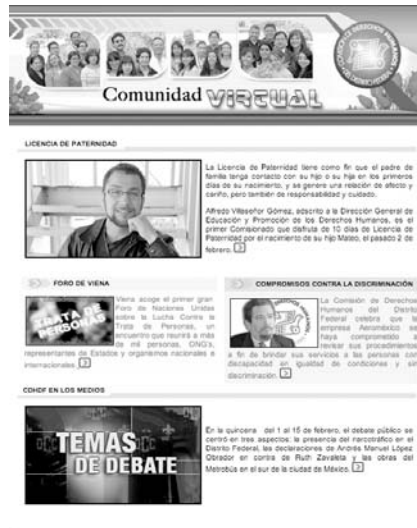 Comunidad VIRTUAL
LICENCIA DE PATERNIDAD
La Licencia de Paternidad tiene como fin que el padre de
familia tenga contacto con su hijo o su hija en los primeros
días de su nacimiento, y se genere una relación de afecto y
cariño, pero también de responsabilidad y cuidado.
Alfredo Villaseñor Gómez, adscrito a la Dirección General de
Educación y Promoción de los Derechos Humanos, es el
primer Comisionado que disfruta de 10 días de Licencia de
Paternidad por el nacimiento de su hijo Mateo, el pasado 2 de
febrero.
FORO DE VIENA
TRATA DE
PERSONAS
Viena acoge el primer gran
Foro de Naciones Unidas
sobre la Lucha Contra la
Trata de Personas, un
encuentro que reunirá a más
de mil personas, ONG's,
representantes de Estados y organismos nacionales e
internacionales.
COMPROMISOS CONTRA LA DISCRIMINACIÓN
La Comisión de Derechos
Humanos del Distrito
Federal celebra que la
empresa Aeroméxico se
haya comprometido a
revisar sus procedimientos
a fin de brindar sus servicios a las personas con
discapacidad en igualdad de condiciones y sin
discriminación.
CDHDF EN LOS MEDIOS
TEMAS
DE DEBATE
En la quincena del 1 al 15 de febrero, el debate público se
centró en tres aspectos: la presencia del narcotráfico en el
Distrito Federal, las declaraciones de Andrés Manuel López
Obrador en contra de Ruth Zavaleta y las obras del
Metrobús en el sur de la ciudad de México.